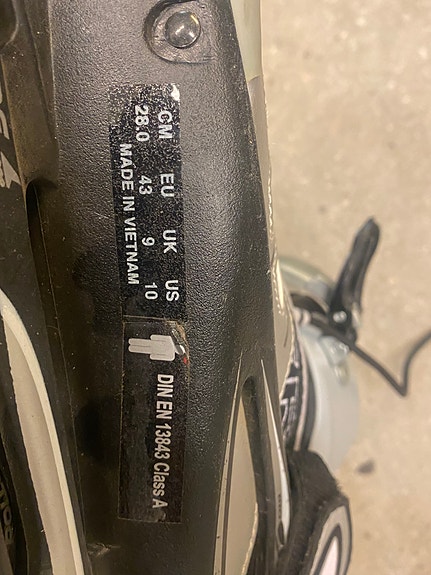 CM EU UK US
28.0 43 9 10
MADE IN VIETNAM
DIN EN 13843 Class A